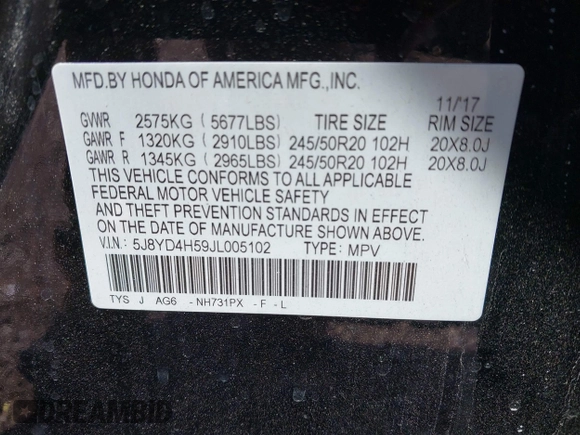 MFD.BY HONDA OF AMERICA MFG.,INC.
11/'17
GVWR 2575KG ( 5677LBS) TIRE SIZE RIM SIZE
GAWR F 1320KG ( 2910LBS) 245/50R20 102H 20X8.0J
GAWR R 1345KG ( 2965LBS) 245/50R20 102H 20X8.0J
THIS VEHICLE CONFORMS TO ALL APPLICABLE
FEDERAL MOTOR VEHICLE SAFETY
AND THEFT PREVENTION STANDARDS IN EFFECT
ON THE DATE OF MANUFACTURE SHOWN ABOVE.
V.I.N.: 5J8YD4H59JL005102 TYPE: MPV
TYS J AG6 - NH731PX - F - L
DREAMBID